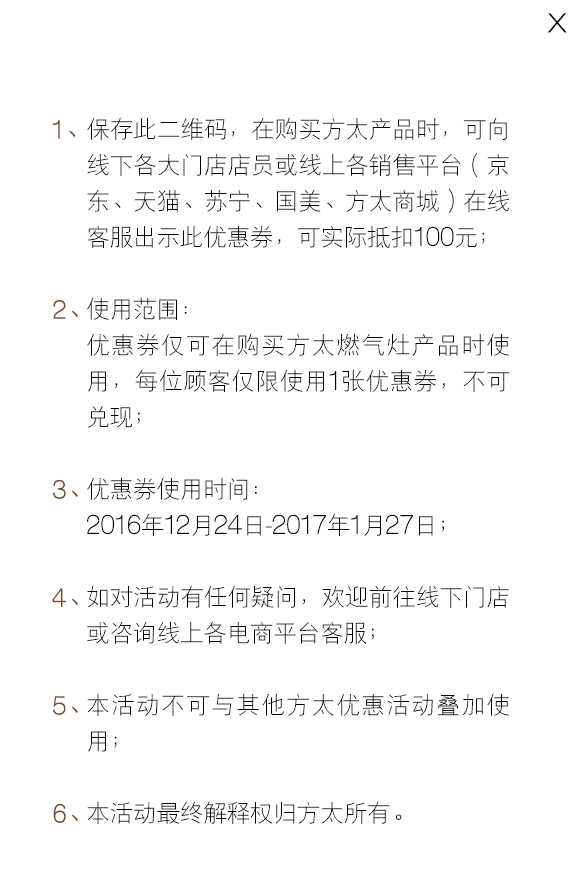 X
1、保存此二维码，在购买方太产品时，可向
线下各大门店店员或线上各销售平台（京
东、天猫、苏宁、国美、方太商城）在线
客服出示此优惠券，可实际抵扣100元；
2、使用范围：
优惠券仅可在购买方太燃气灶产品时使
用，每位顾客仅限使用1张优惠券，不可
兑现；
3、优惠券使用时间：
2016年12月24日-2017年1月27日；
4、如对活动有任何疑问，欢迎前往线下门店
或咨询线上各电商平台客服；
5、本活动不可与其他方太优惠活动叠加使
用；
6、本活动最终解释权归方太所有。